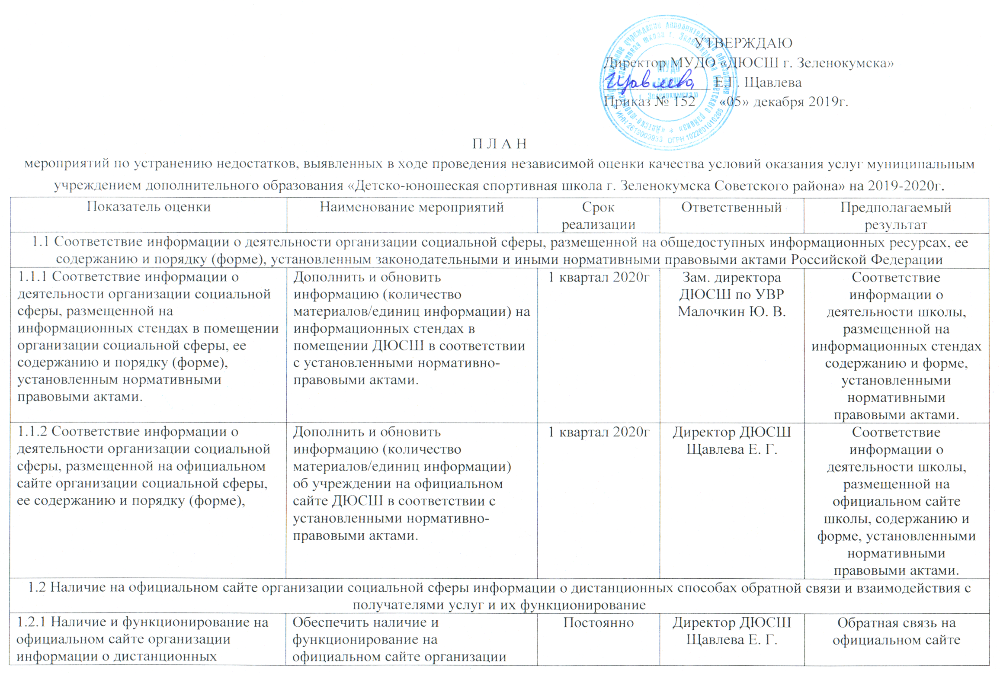 УТВЕРЖДАЮ
Директор МУДО «ДЮСШ г. Зеленокумска»
Щавлева Е.Г. Щавлева
Приказ № 152 «05» декабря 2019г.
МУДО
«ДЮСШ
г. Зеленокумска»
ИНН 2619003933 ОГРН 1022601010266
П Л А Н
мероприятий по устранению недостатков, выявленных в ходе проведения независимой оценки качества условий оказания услуг муниципальным
учреждением дополнительного образования «Детско-юношеская спортивная школа г. Зеленокумска Советского района» на 2019-2020г.
Показатель оценки
Наименование мероприятий
Срок
реализации
Ответственный
Предполагаемый
результат
1.1 Соответствие информации о деятельности организации социальной сферы, размещенной на общедоступных информационных ресурсах, ее
содержанию и порядку (форме), установленным законодательными и иными нормативными правовыми актами Российской Федерации
1.1.1 Соответствие информации о
деятельности организации социальной
сферы, размещенной на
информационных стендах в помещении
организации социальной сферы, ее
содержанию и порядку (форме),
установленным нормативными
правовыми актами.
Дополнить и обновить
информацию (количество
материалов/единиц информации) на
информационных стендах в
помещении ДЮСШ в соответствии
с установленными нормативно-
правовыми актами.
1 квартал 2020г
Зам. директора
ДЮСШ по УВР
Малочкин Ю. В.
Соответствие
информации о
деятельности школы,
размещенной на
информационных стендах
содержанию и форме,
установленными
нормативными
правовыми актами.
1.1.2 Соответствие информации о
деятельности организации социальной
сферы, размещенной на официальном
сайте организации социальной сферы,
ее содержанию и порядку (форме),
Дополнить и обновить
информацию (количество
материалов/единиц информации)
об учреждении на официальном
сайте ДЮСШ в соответствии с
установленными нормативно-
правовыми актами.
1 квартал 2020г
Директор ДЮСШ
Щавлева Е. Г.
Соответствие
информации о
деятельности школы,
размещенной на
официальном сайте
школы, содержанию и
форме, установленными
нормативными
правовыми актами.
1.2 Наличие на официальном сайте организации социальной сферы информации о дистанционных способах обратной связи и взаимодействия с
получателями услуг и их функционирование
1.2.1 Наличие и функционирование на
официальном сайте организации
информации о дистанционных
Обеспечить наличие и
функционирование на
официальном сайте организации
Постоянно
Директор ДЮСШ
Щавлева Е. Г.
Обратная связь на
официальном сайте